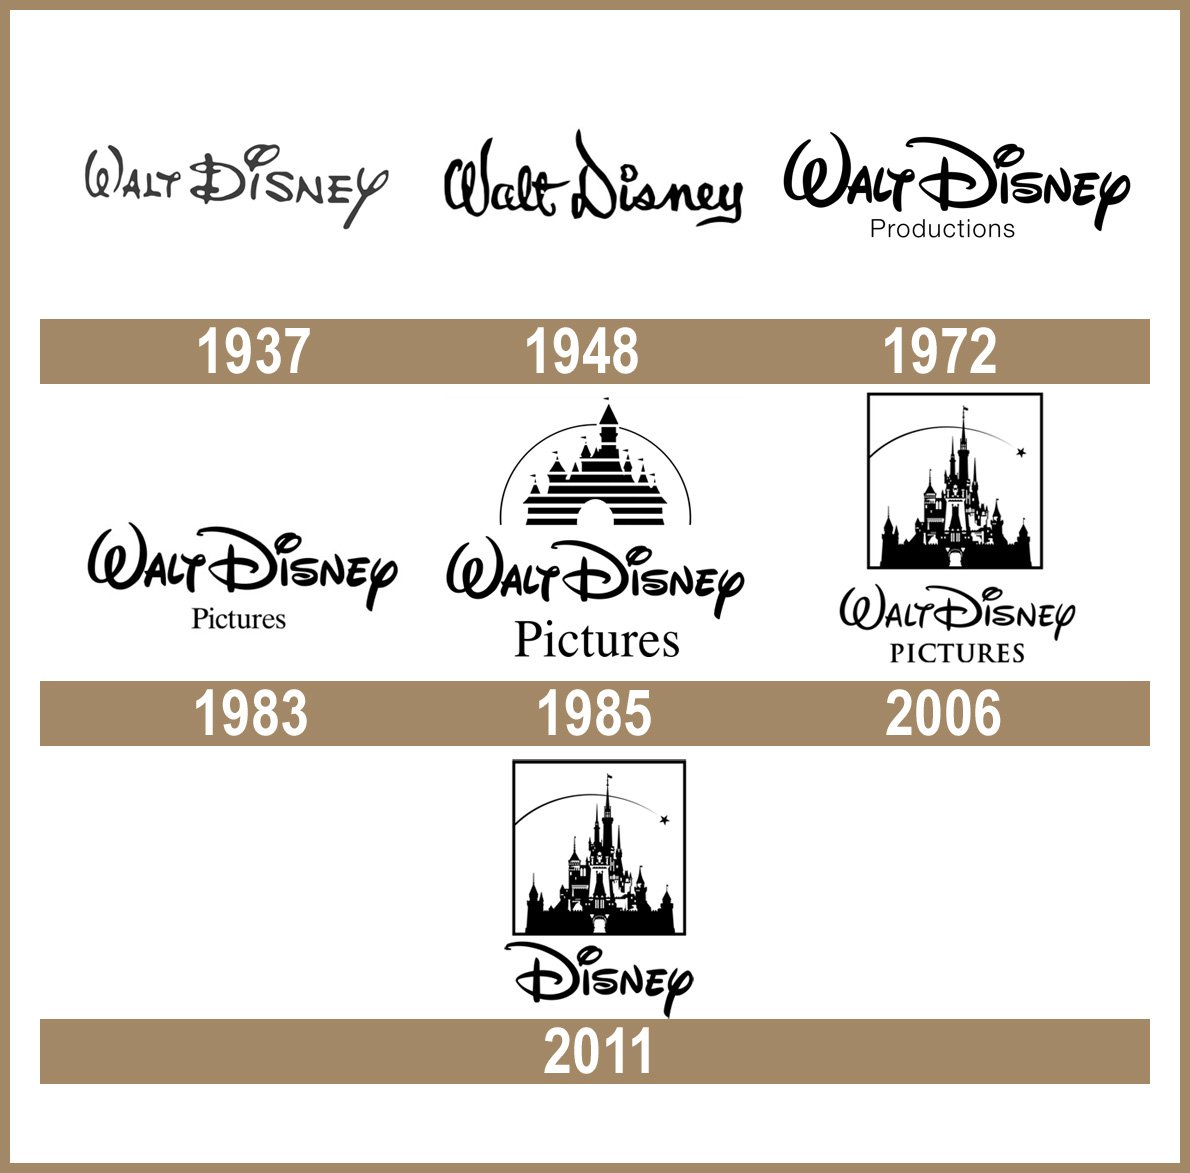 WALT DISNEY
Walt Disney
WALT DISNEY
Productions
1937
1948
1972
WALT DISNEY
Pictures
WALT DISNEY
Pictures
WALT DISNEY
PICTURES
1983
1985
2006
DISNEY
2011